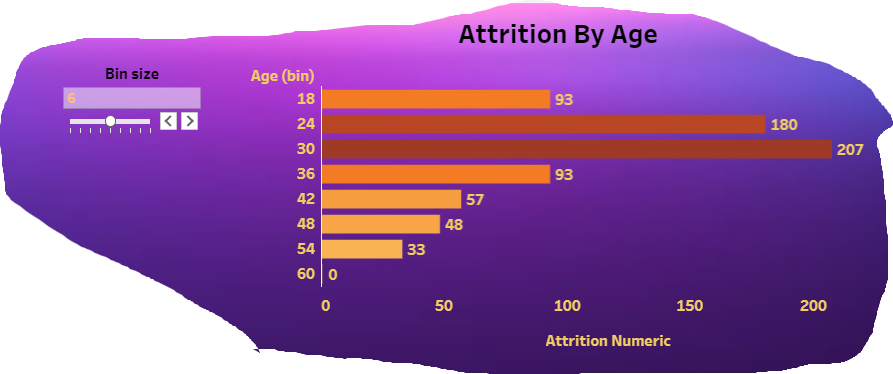 Attrition By Age
Bin size
6
Age (bin)
18 93
24 180
30 207
36 93
42 57
48 48
54 33
60 0
0 50 100 150 200
Attrition Numeric